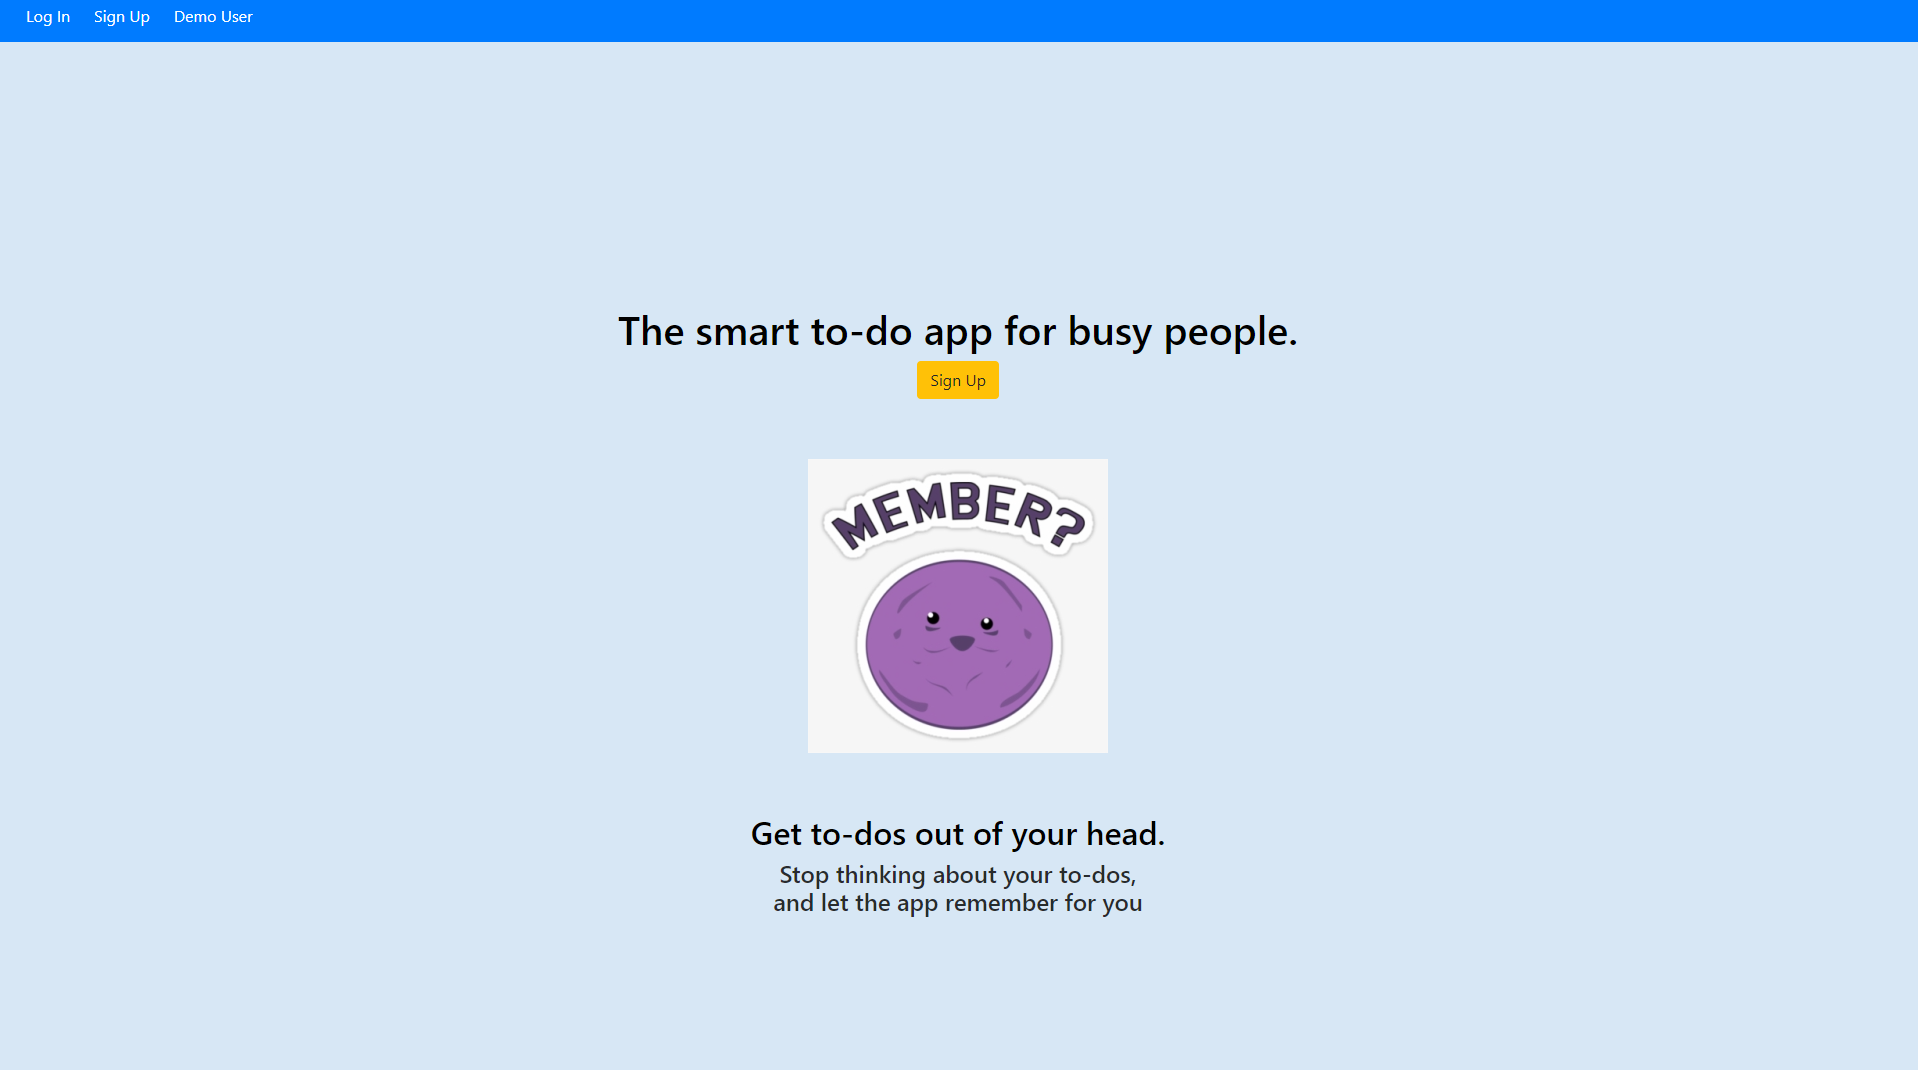 Log In Sign Up Demo User
The smart to-do app for busy people.
Sign Up
MEMBER?
Get to-dos out of your head.
Stop thinking about your to-dos,
and let the app remember for you